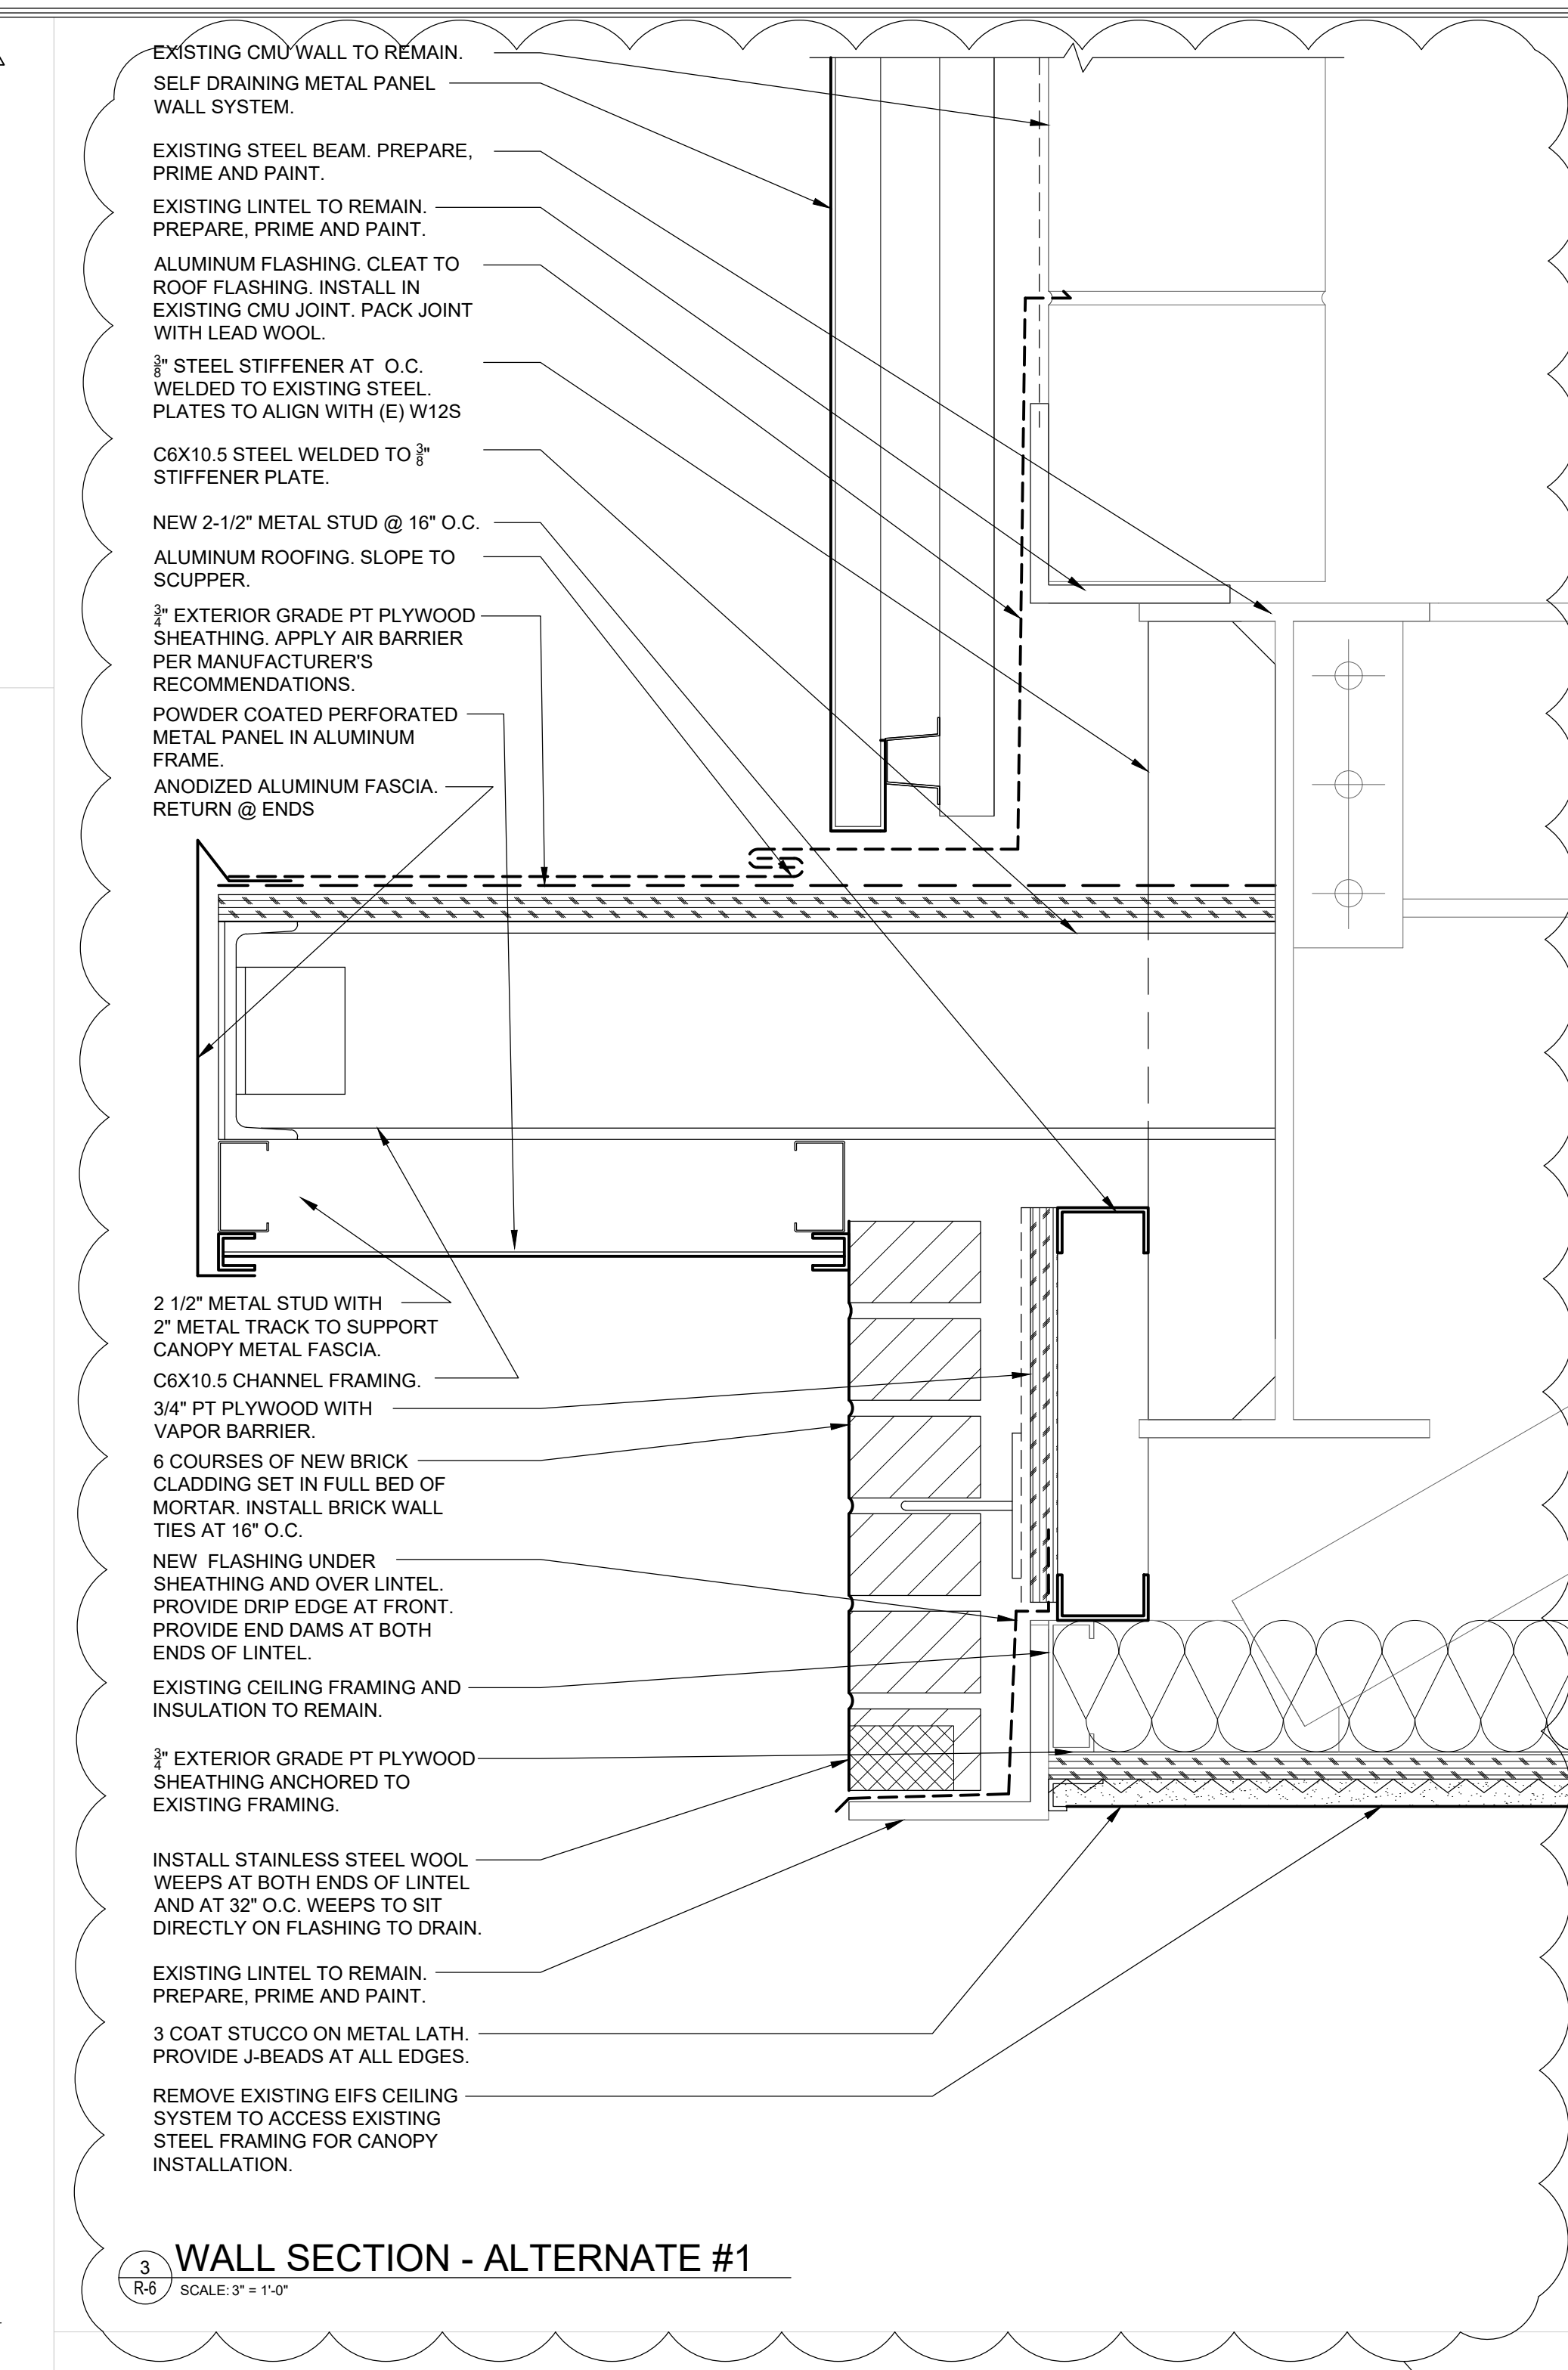 EXISTING CMU WALL TO REMAIN.
SELF DRAINING METAL PANEL
WALL SYSTEM.
EXISTING STEEL BEAM. PREPARE,
PRIME AND PAINT.
EXISTING LINTEL TO REMAIN.
PREPARE, PRIME AND PAINT.
ALUMINUM FLASHING. CLEAT TO
ROOF FLASHING. INSTALL IN
EXISTING CMU JOINT. PACK JOINT
WITH LEAD WOOL.
3/8" STEEL STIFFENER AT O.C.
WELDED TO EXISTING STEEL.
PLATES TO ALIGN WITH (E) W12S
C6X10.5 STEEL WELDED TO 3/8"
STIFFENER PLATE.
NEW 2-1/2" METAL STUD @ 16" O.C.
ALUMINUM ROOFING. SLOPE TO
SCUPPER.
3/4" EXTERIOR GRADE PT PLYWOOD
SHEATHING. APPLY AIR BARRIER
PER MANUFACTURER'S
RECOMMENDATIONS.
POWDER COATED PERFORATED
METAL PANEL IN ALUMINUM
FRAME.
ANODIZED ALUMINUM FASCIA.
RETURN @ ENDS
2 1/2" METAL STUD WITH
2" METAL TRACK TO SUPPORT
CANOPY METAL FASCIA.
C6X10.5 CHANNEL FRAMING.
3/4" PT PLYWOOD WITH
VAPOR BARRIER.
6 COURSES OF NEW BRICK
CLADDING SET IN FULL BED OF
MORTAR. INSTALL BRICK WALL
TIES AT 16" O.C.
NEW FLASHING UNDER
SHEATHING AND OVER LINTEL.
PROVIDE DRIP EDGE AT FRONT.
PROVIDE END DAMS AT BOTH
ENDS OF LINTEL.
EXISTING CEILING FRAMING AND
INSULATION TO REMAIN.
3/4" EXTERIOR GRADE PT PLYWOOD
SHEATHING ANCHORED TO
EXISTING FRAMING.
INSTALL STAINLESS STEEL WOOL
WEEPS AT BOTH ENDS OF LINTEL
AND AT 32" O.C. WEEPS TO SIT
DIRECTLY ON FLASHING TO DRAIN.
EXISTING LINTEL TO REMAIN.
PREPARE, PRIME AND PAINT.
3 COAT STUCCO ON METAL LATH.
PROVIDE J-BEADS AT ALL EDGES.
REMOVE EXISTING EIFS CEILING
SYSTEM TO ACCESS EXISTING
STEEL FRAMING FOR CANOPY
INSTALLATION.
3
R-6
WALL SECTION - ALTERNATE #1
SCALE: 3" = 1'-0"